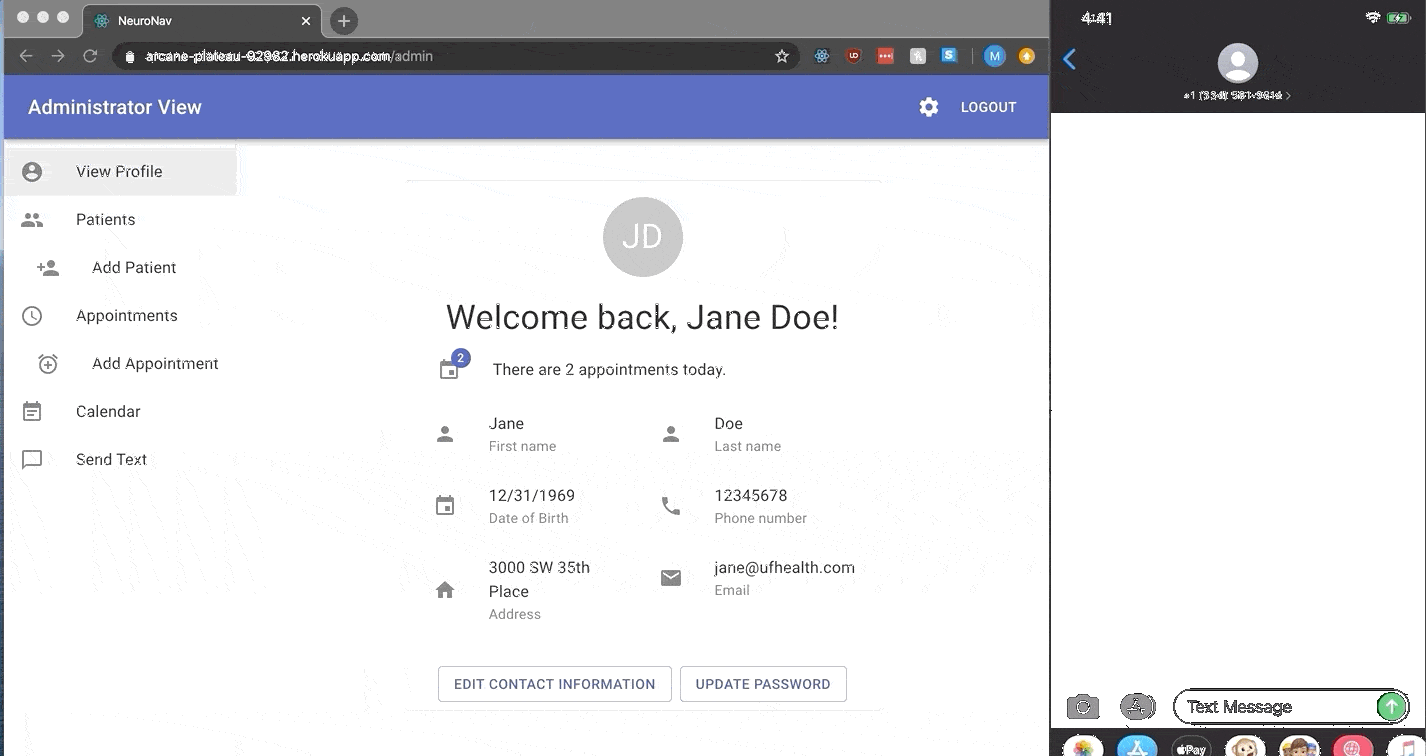 NeuroNav
arcane-plateau-92982.herokuapp.com/admin
Administrator View
LOGOUT
View Profile
Patients
Add Patient
Appointments
Add Appointment
Calendar
Send Text
JD
Welcome back, Jane Doe!
2
There are 2 appointments today.
Jane
First name
Doe
Last name
12/31/1969
Date of Birth
12345678
Phone number
3000 SW 35th
Place
Address
jane@ufhealth.com
Email
EDIT CONTACT INFORMATION
UPDATE PASSWORD
M
4:41
Text Message
Pay